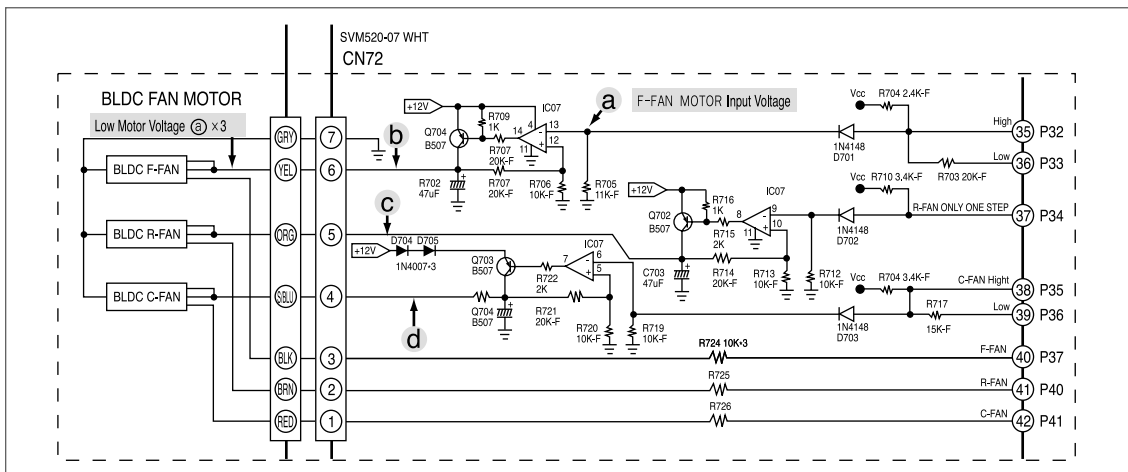 SVM520-07 WHT
CN72
BLDC FAN MOTOR
Low Motor Voltage ⓐ ×3
F-FAN MOTOR Input Voltage
a
b
c
d
GRY
YEL
ORG
S/BLU
BLK
BRN
RED
7
6
5
4
3
2
1
BLDC F-FAN
BLDC R-FAN
BLDC C-FAN
+12V
R709
1K
IC07
Q704
B507
4
14
13
12
11
-
+
R707
20K-F
R702
47uF
+
R707
20K-F
R706
10K-F
R705
11K-F
Vcc
R704 2.4K-F
High
1N4148
D701
Low
R703 20K-F
+12V
R716
1K
IC07
Q702
B507
8
9
10
11
-
+
R715
2K
C703
47uF
+
R714
20K-F
R713
10K-F
R712
10K-F
Vcc
R710 3,4K-F
R-FAN ONLY ONE STEP
1N4148
D702
+12V
D704
D705
1N4007*3
IC07
Q703
B507
7
6
5
-
+
R722
2K
Q704
B507
+
R721
20K-F
R720
10K-F
R719
10K-F
Vcc
R704 3.4K-F
C-FAN Hight
1N4148
D703
R717
15K-F
Low
R724 10K*3
F-FAN
R725
R-FAN
R726
C-FAN
35 P32
36 P33
37 P34
38 P35
39 P36
40 P37
41 P40
42 P41